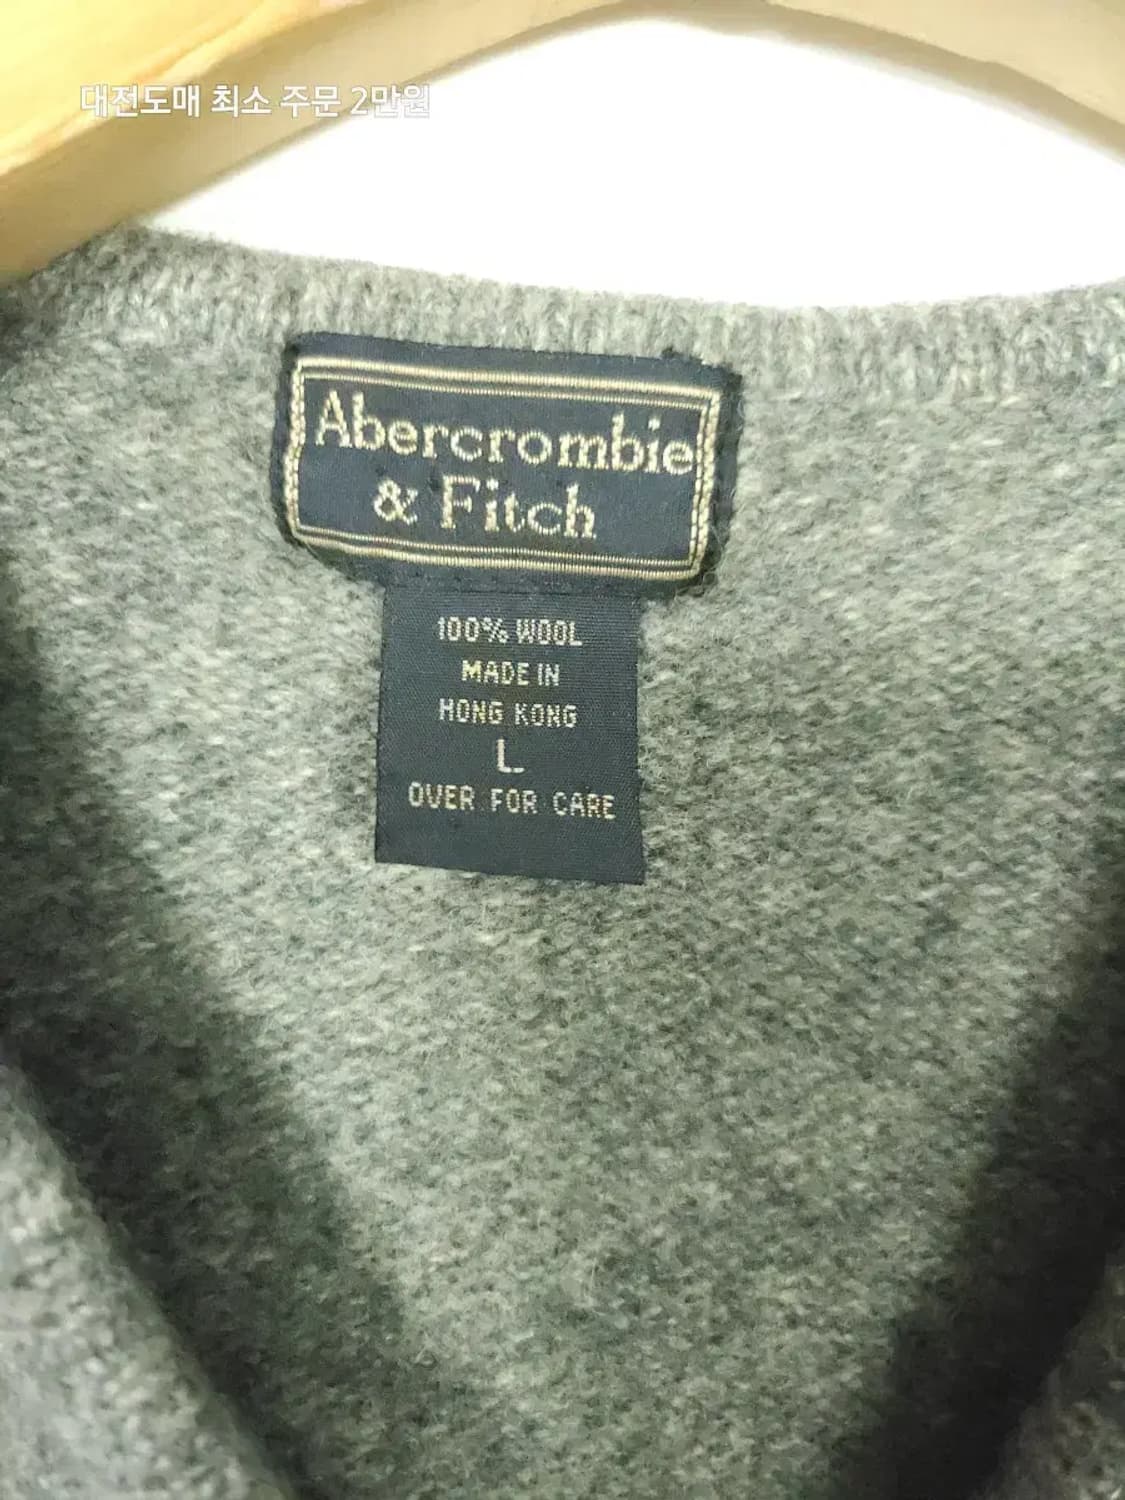 대전도매 최소 주문 2만원
Abercrombie
& Fitch
100% WOOL
MADE IN
HONG KONG
L
OVER FOR CARE